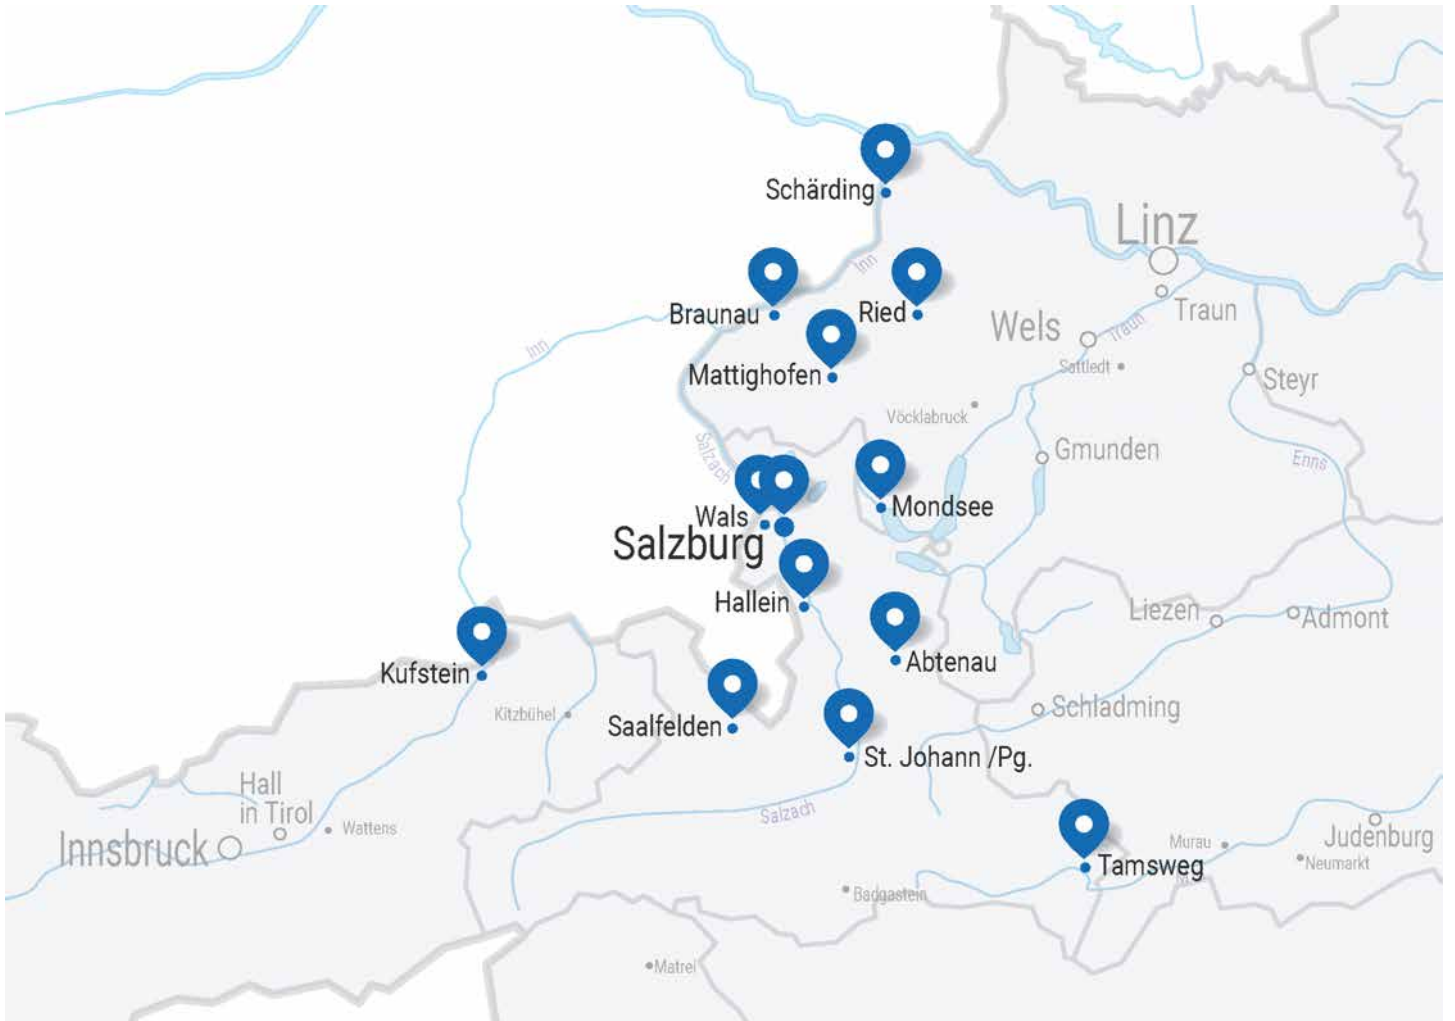 Schärding
Linz
Inn
Braunau
Ried
Traun
Wels
Traun
Inn
Sattledt
Mattighofen
Steyr
Vöcklabruck
Salzach
Gmunden
Enns
Mondsee
Wals
Salzburg
Hallein
Liezen
Admont
Abtenau
Kufstein
Kitzbühel
Saalfelden
Schladming
St. Johann /Pg.
Hall
in Tirol
Salzach
Wattens
Innsbruck
Judenburg
Murau
Neumarkt
Tamsweg
Badgastein
Matrei